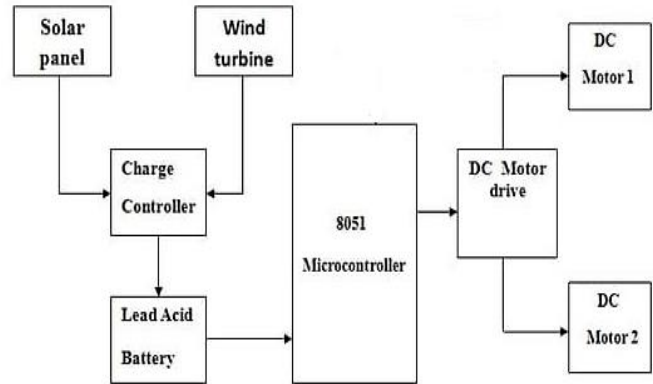 Solar
panel
Wind
turbine
DC
Motor 1
Charge
Controller
DC Motor
drive
8051
Microcontroller
Lead Acid
Battery
DC
Motor 2